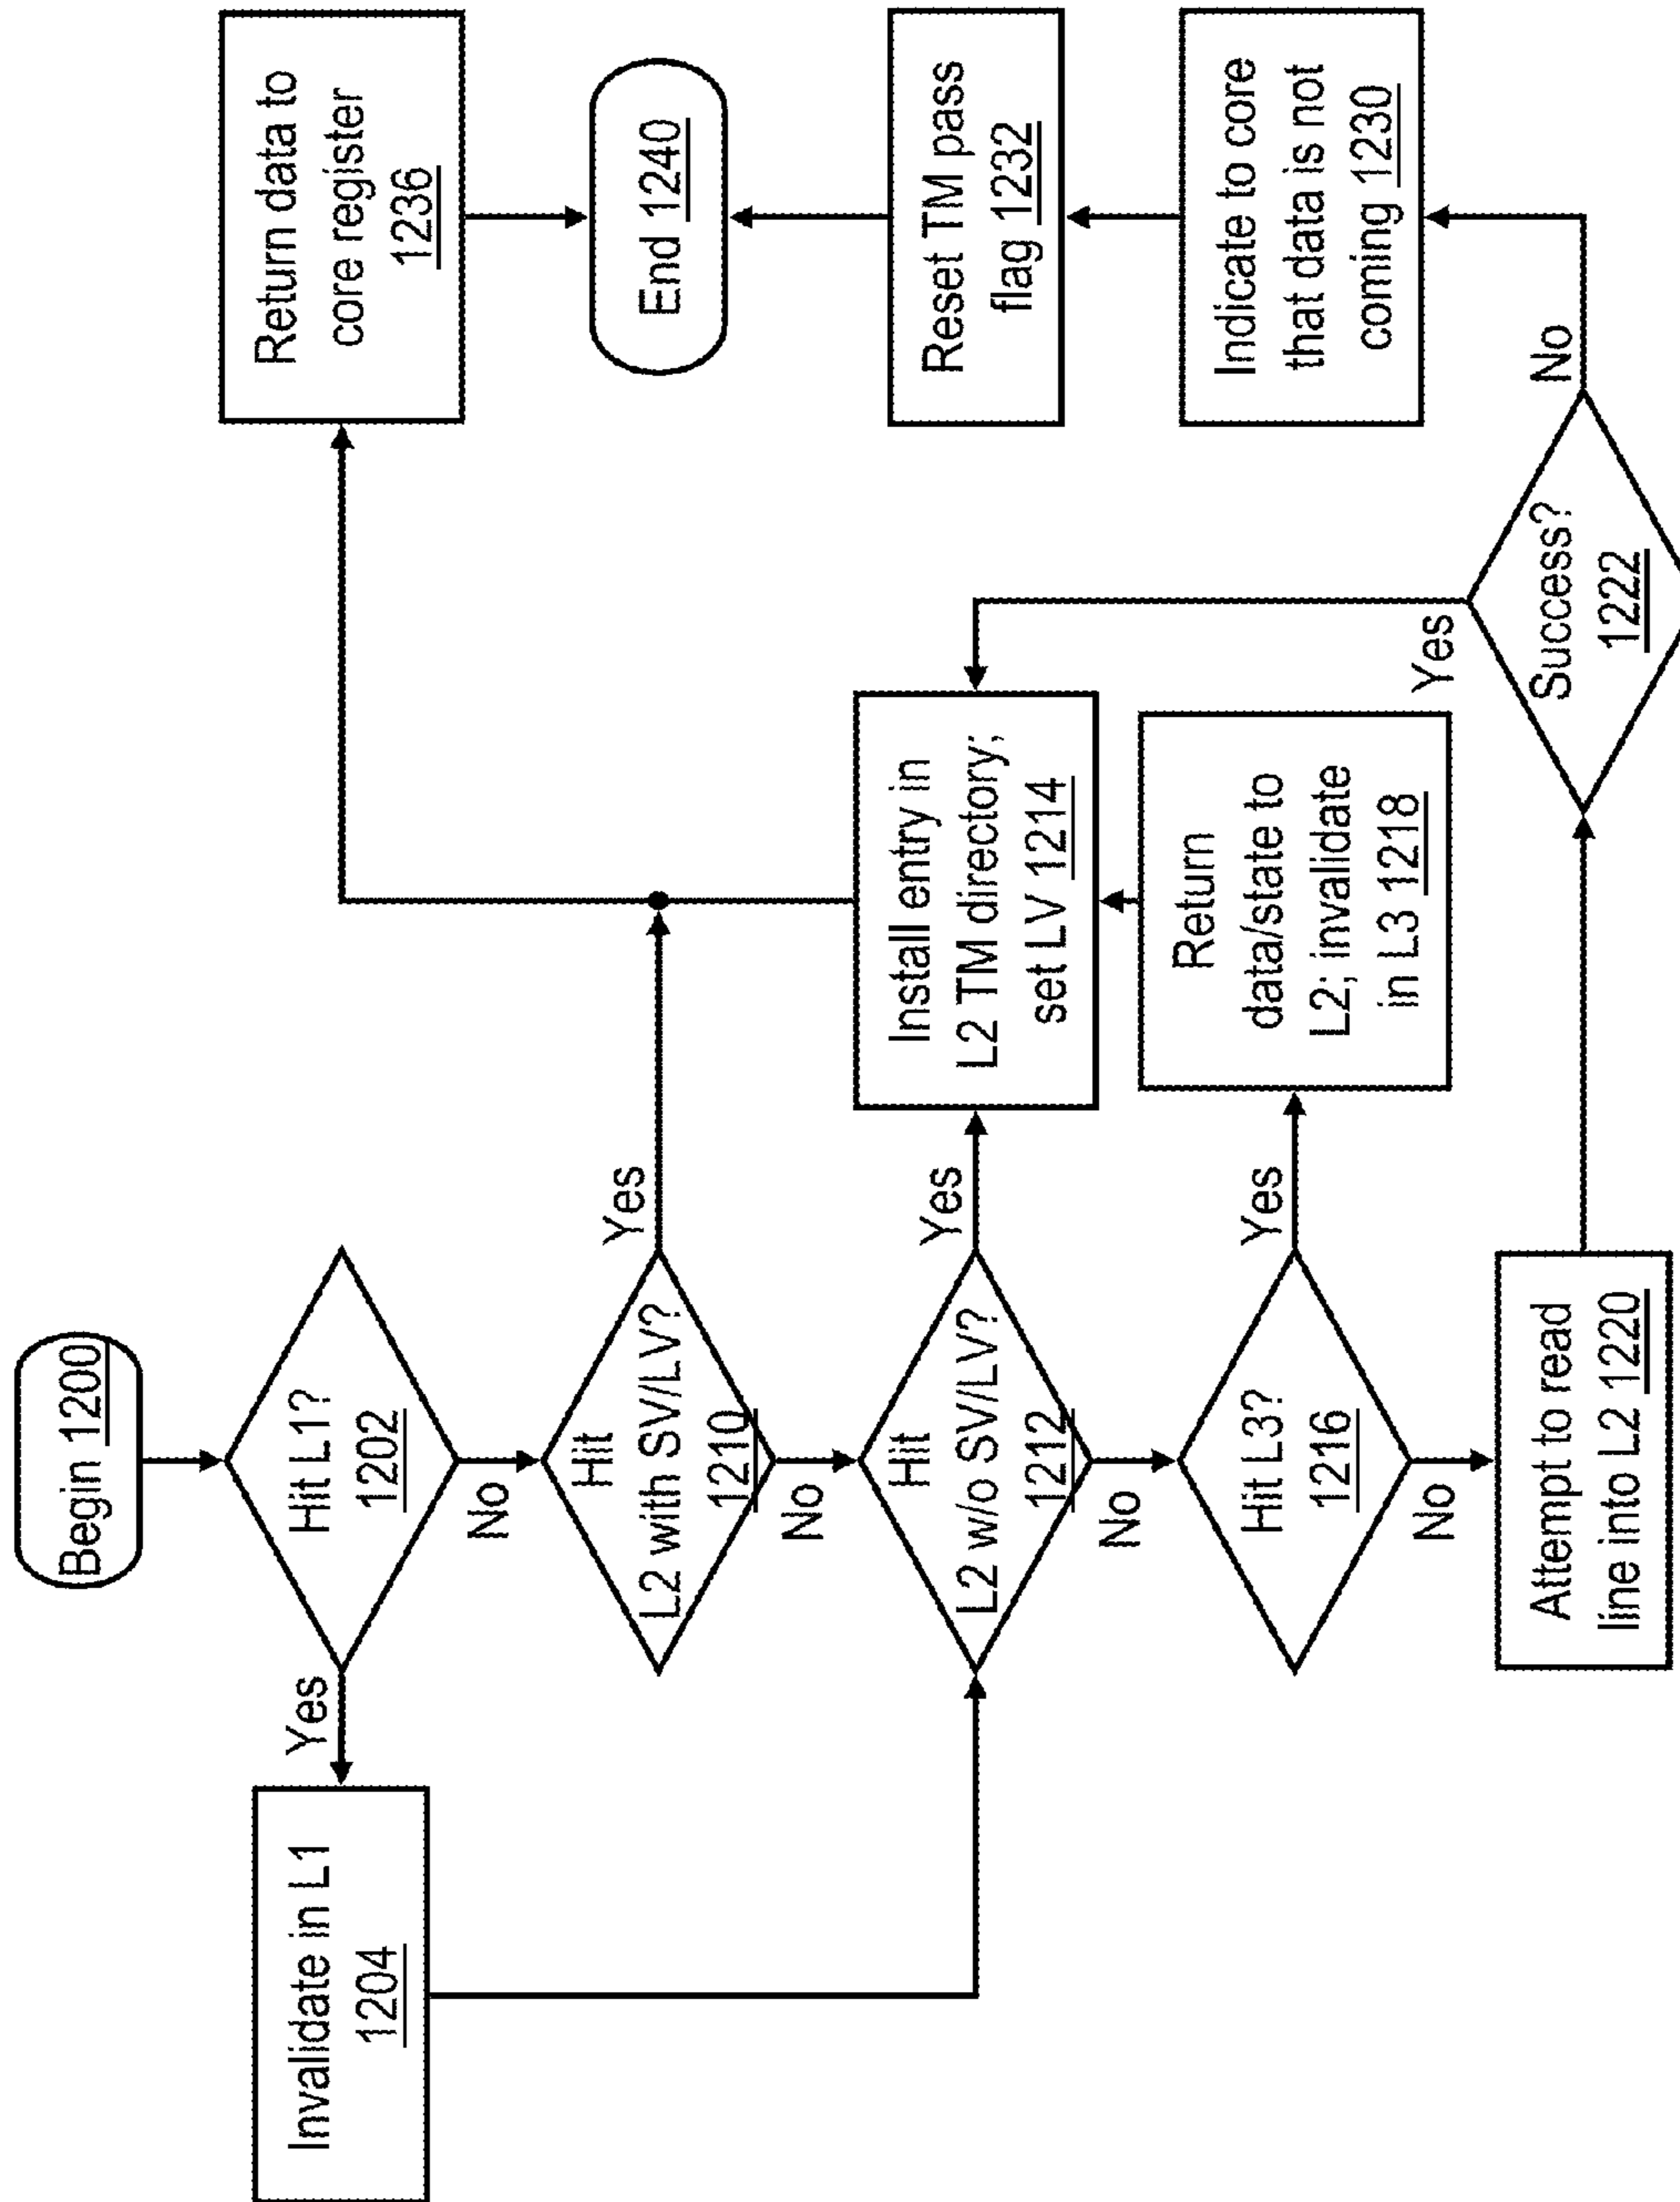 Begin 1200
Hit L1?
1202
Yes
No
Invalidate in L1
1204
Hit
L2 with SV/LV?
1210
Yes
No
Return data to
core register
1236
Hit
L2 w/o SV/LV?
1212
Yes
No
Install entry in
L2 TM directory;
set LV 1214
End 1240
Hit L3?
1216
Yes
No
Return
data/state to
L2; invalidate
in L3 1218
Reset TM pass
flag 1232
Attempt to read
line into L2 1220
Success?
1222
Yes
No
Indicate to core
that data is not
coming 1230